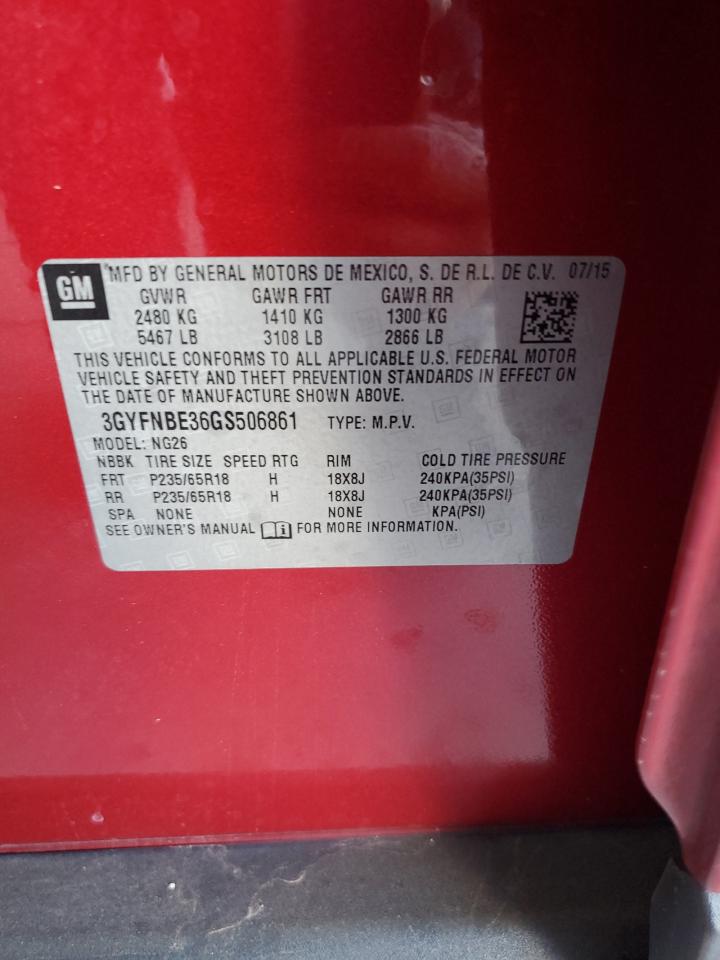 GM
MFD BY GENERAL MOTORS DE MEXICO, S. DE R.L. DE C.V. 07/15
GVWR GAWR FRT GAWR RR
2480 KG 1410 KG 1300 KG
5467 LB 3108 LB 2866 LB
THIS VEHICLE CONFORMS TO ALL APPLICABLE U.S. FEDERAL MOTOR
VEHICLE SAFETY AND THEFT PREVENTION STANDARDS IN EFFECT ON
THE DATE OF MANUFACTURE SHOWN ABOVE.
3GYFNBE36GS506861 TYPE: M.P.V.
MODEL: NG26
NBBK TIRE SIZE SPEED RTG RIM COLD TIRE PRESSURE
FRT P235/65R18 H 18X8J 240KPA(35PSI)
RR P235/65R18 H 18X8J 240KPA(35PSI)
SPA NONE NONE KPA(PSI)
SEE OWNER'S MANUAL i FOR MORE INFORMATION.